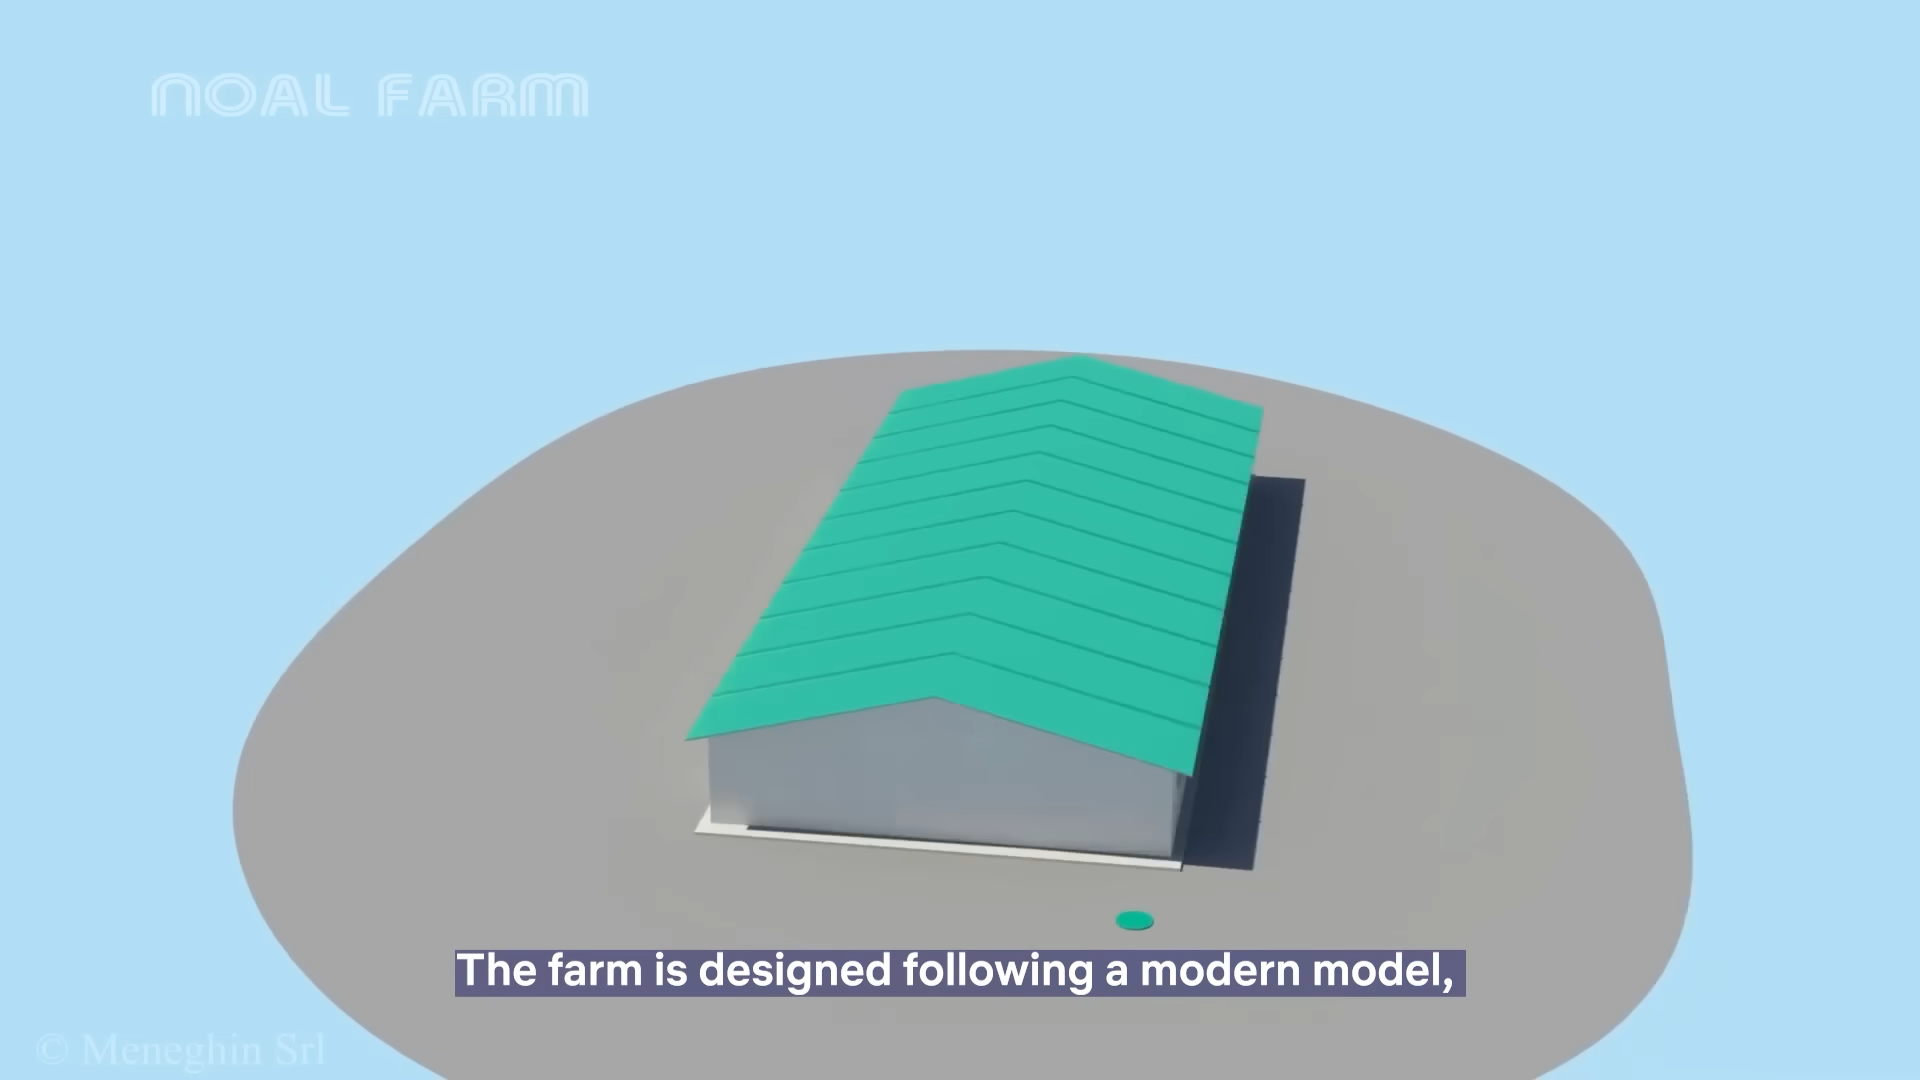 NOAL FARM
The farm is designed following a modern model,
© Meneghin Srl